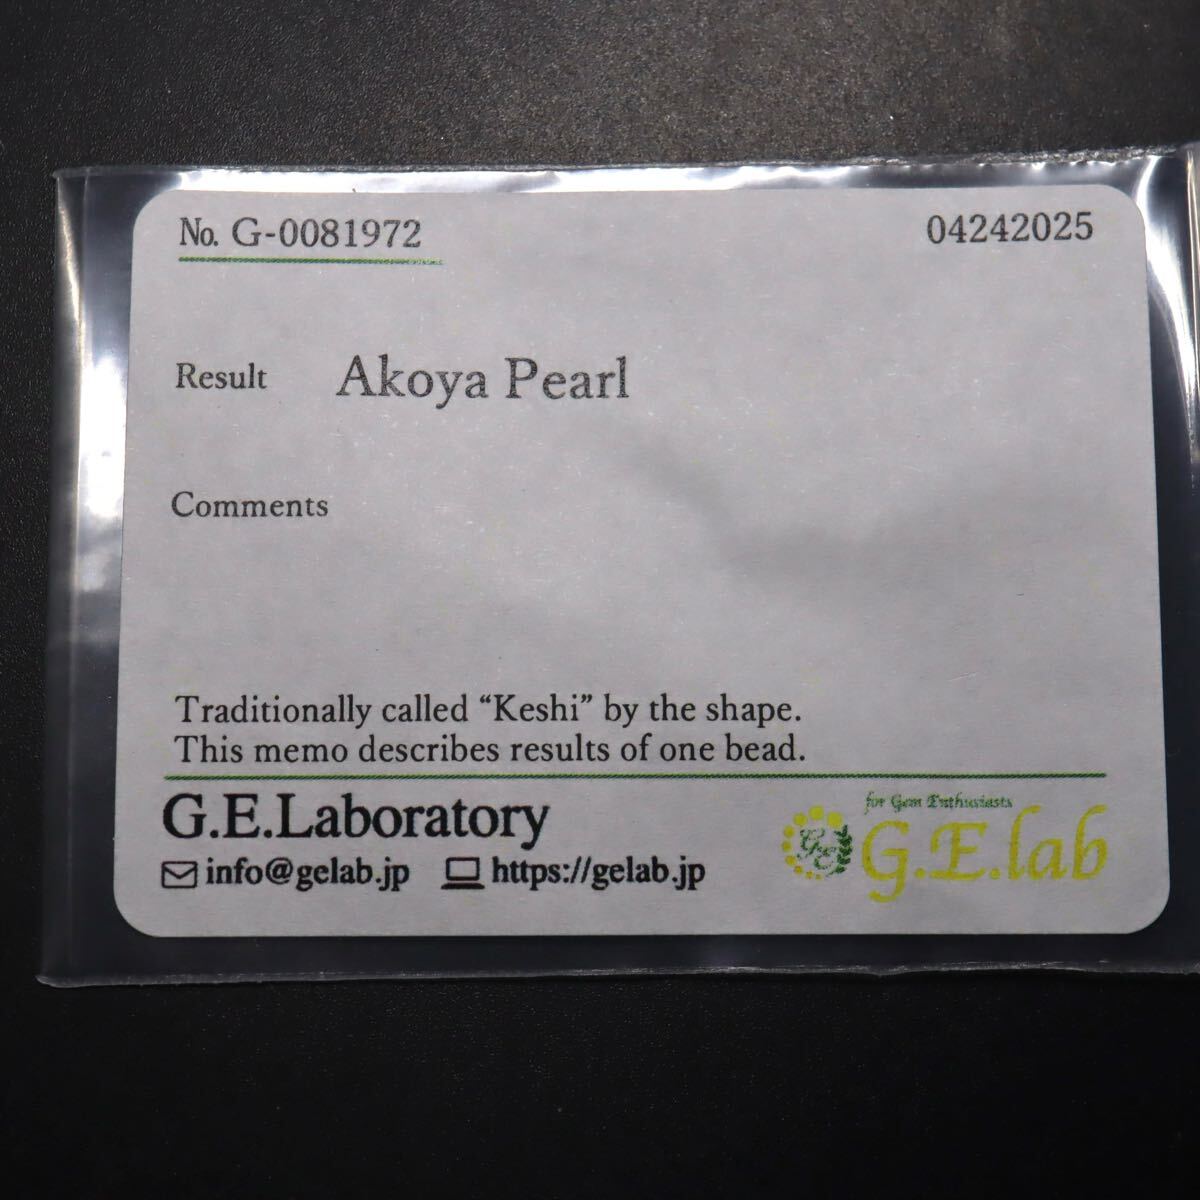 No. G-0081972 04242025
Result Akoya Pearl
Comments
Traditionally called “Keshi” by the shape.
This memo describes results of one bead.
G.E.Laboratory
info@gelab.jp https://gelab.jp
for Gem Enthusiasts
GE G.E.lab